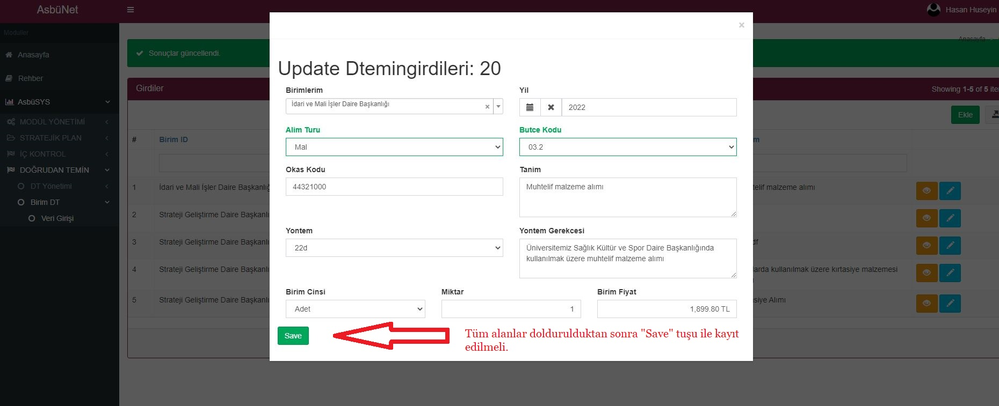 AsbüNet
Hasan Huseyin
×
Moduller
Anasayfa
Anasayfa
Sonuçlar güncellendi.
Update Dtemingirdileri: 20
Rehber
Girdiler
Showing 1-5 of 5
Birimlerim
Yil
AsbüSYS
İdari ve Mali İşler Daire Başkanlığı
×
2022
Ekle
MODÜL YÖNETİMİ
Alim Turu
Butce Kodu
STRATEJİK PLAN
# Birim ID
Mal
03.2
İÇ KONTROL
DOĞRUDAN TEMİN
Okas Kodu
Tanim
DT Yönetimi
1 İdari ve Mali İşler Daire Başkanlığ
44321000
Muhtelif malzeme alımı
telif malzeme alımı
Birim DT
2 Strateji Geliştirme Daire Başkanlı
Veri Girişi
Yontem
Yontem Gerekcesi
3 Strateji Geliştirme Daire Başkanlı
22d
Üniversitemiz Sağlık Kültür ve Spor Daire Başkanlığında
kullanılmak üzere muhtelif malzeme alımı
df
4 Strateji Geliştirme Daire Başkanlı
larda kullanılmak üzere kırtasiye malzemesi
Birim Cinsi
Miktar
Birim Fiyat
5 Strateji Geliştirme Daire Başkanlı
Adet
1
1,899.80 TL
siye Alımı
Save
Tüm alanlar doldurulduktan sonra "Save" tuşu ile kayıt
edilmeli.